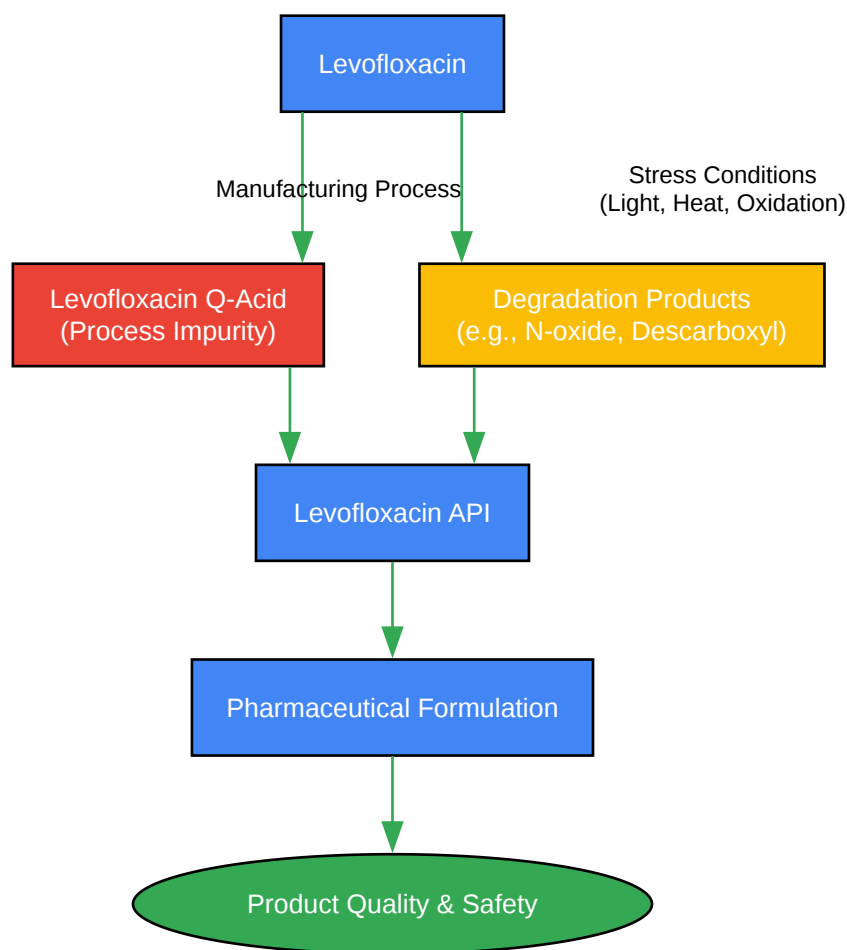 Levofloxacin
Manufacturing Process
Stress Conditions
(Light, Heat, Oxidation)
Levofloxacin Q-Acid
(Process Impurity)
Degradation Products
(e.g., N-oxide, Descarboxyl)
Levofloxacin API
Pharmaceutical Formulation
Product Quality & Safety